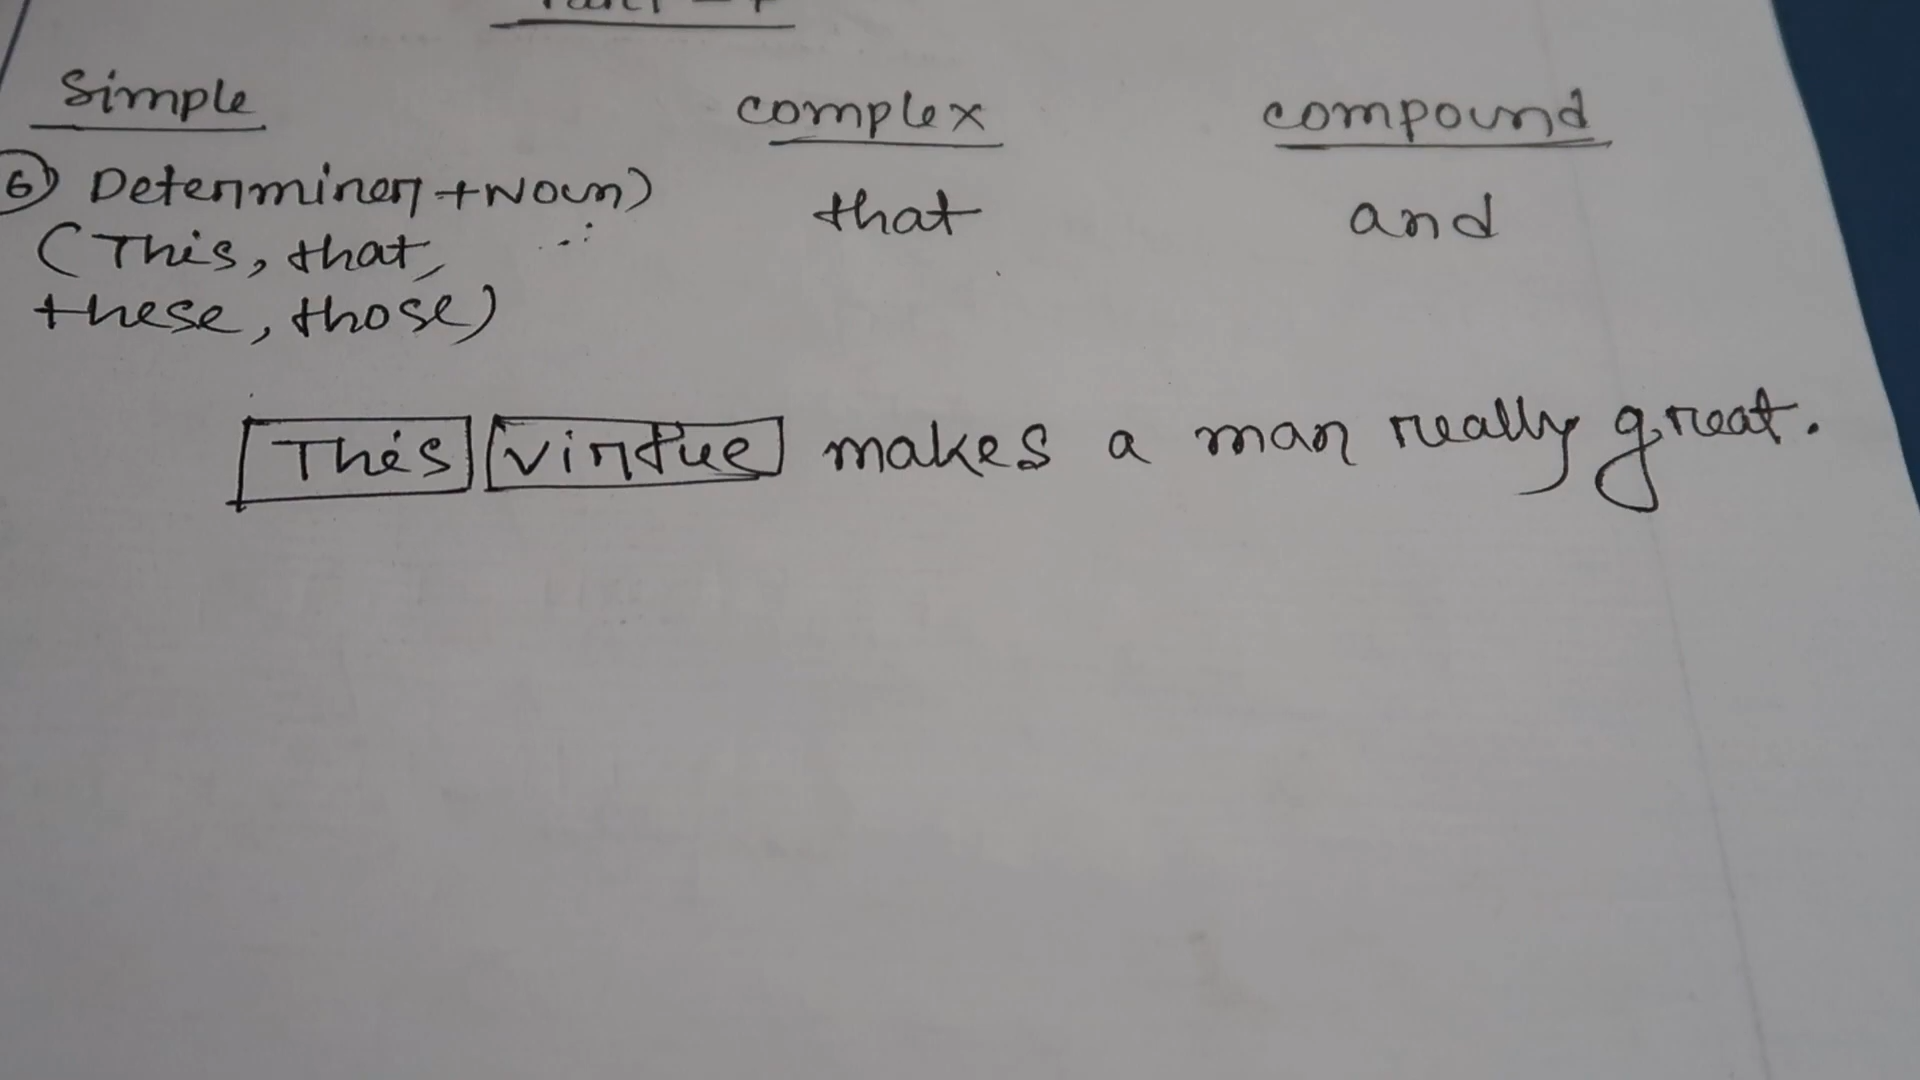 Simple complex compound
6) Determiner + Noun) that and
(This, that,
these, those)
This virtue makes a man really great.